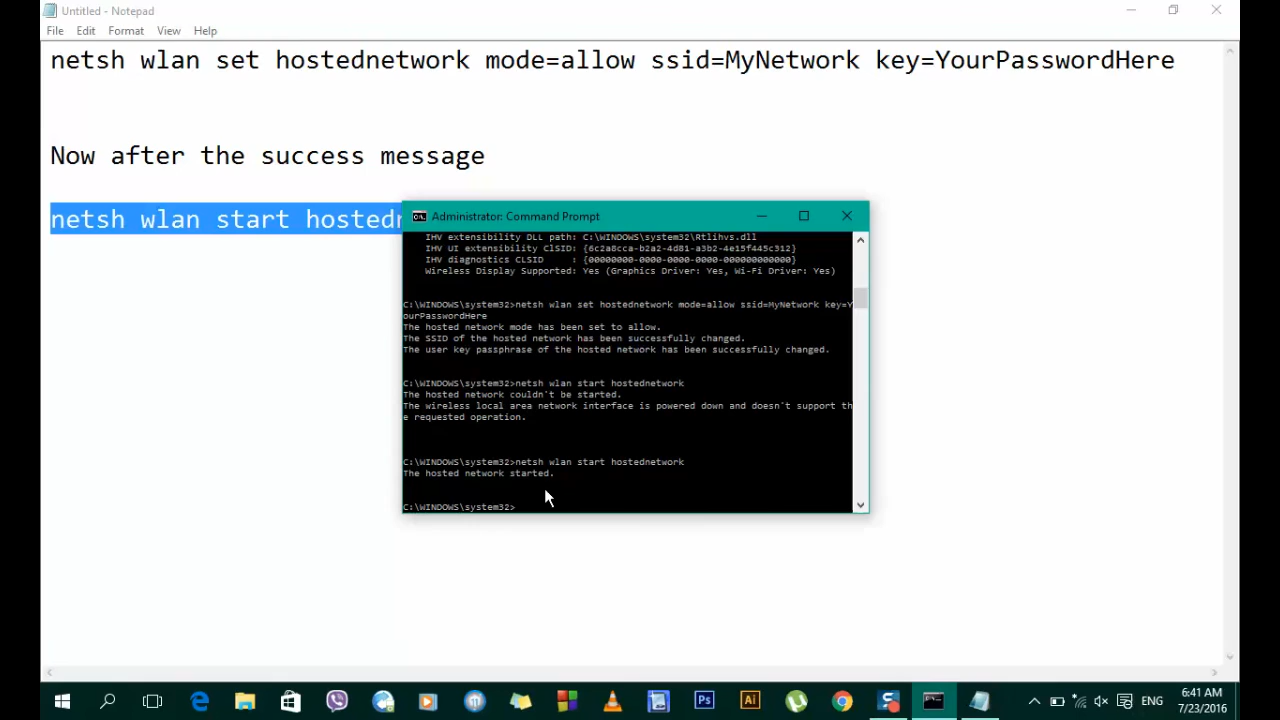 Untitled - Notepad
File Edit Format View Help
netsh wlan set hostednetwork mode=allow ssid=MyNetwork key=YourPasswordHere
Now after the success message
netsh wlan start hostedn
Administrator: Command Prompt
IHV extensibility DLL path: C:\WINDOWS\system32\Rtlihvs.dll
IHV UI extensibility ClSID: {6c2a8cca-b2a2-4d81-a3b2-4e15f445c312}
IHV diagnostics CLSID : {00000000-0000-0000-0000-000000000000}
Wireless Display Supported: Yes (Graphics Driver: Yes, Wi-Fi Driver: Yes)
C:\WINDOWS\system32>netsh wlan set hostednetwork mode=allow ssid=MyNetwork key=Y
ourPasswordHere
The hosted network mode has been set to allow.
The SSID of the hosted network has been successfully changed.
The user key passphrase of the hosted network has been successfully changed.
C:\WINDOWS\system32>netsh wlan start hostednetwork
The hosted network couldn't be started.
The wireless local area network interface is powered down and doesn't support th
e requested operation.
C:\WINDOWS\system32>netsh wlan start hostednetwork
The hosted network started.
C:\WINDOWS\system32>
Ps
Ai
S
ENG
6:41 AM
7/23/2016